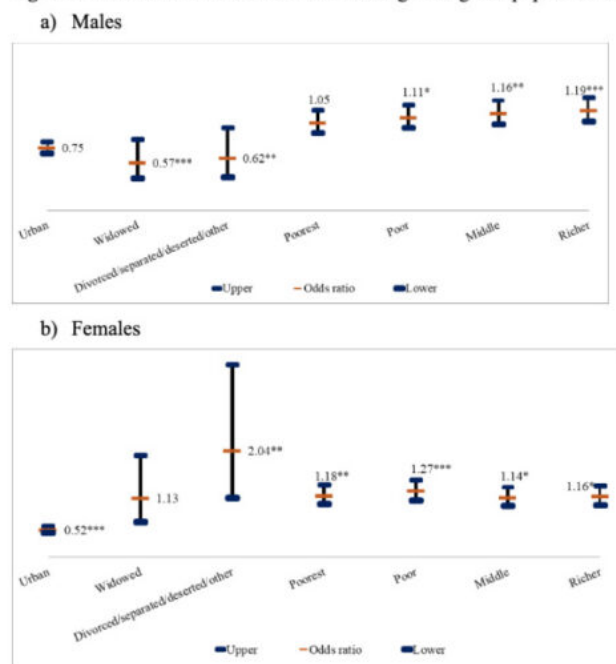 a) Males
1.05
1.11*
1.16**
1.19***
0.75
0.57***
0.62**
Urban
Widowed
Divorced/separated/deserted/other
Poorest
Poor
Middle
Richer
Upper
Odds ratio
Lower
b) Females
2.04**
1.18**
1.27***
1.14*
1.16*
1.13
0.52***
Urban
Widowed
Divorced/separated/deserted/other
Poorest
Poor
Middle
Richer
Upper
Odds ratio
Lower